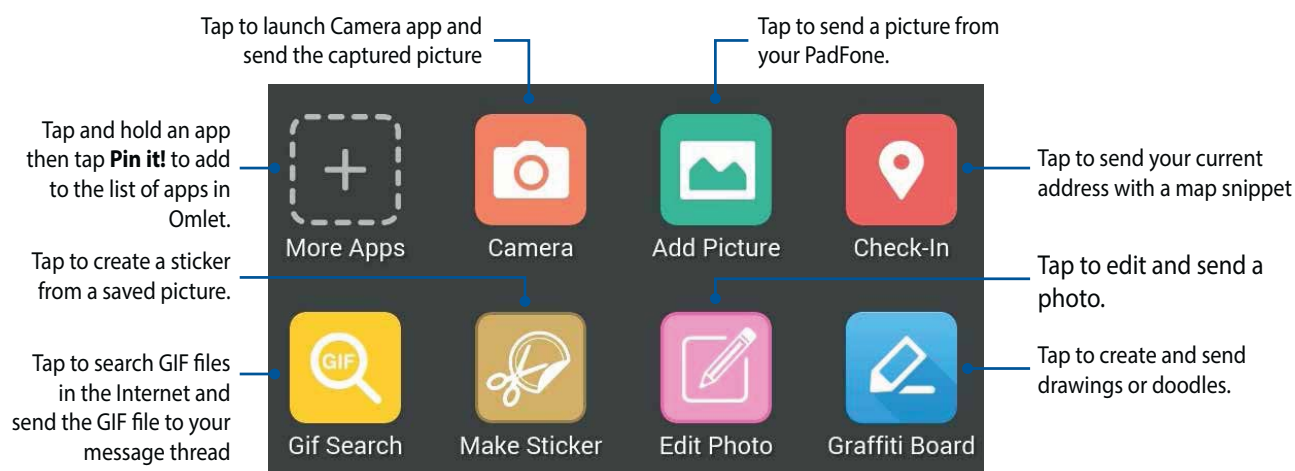 Tap to launch Camera app and
send the captured picture
Tap to send a picture from
your PadFone.
Tap and hold an app
then tap Pin it! to add
to the list of apps in
Omlet.
Tap to send your current
address with a map snippet
More Apps
Camera
Add Picture
Check-In
Tap to create a sticker
from a saved picture.
Tap to edit and send a
photo.
Tap to search GIF files
in the Internet and
send the GIF file to your
message thread
GIF
Tap to create and send
drawings or doodles.
Gif Search
Make Sticker
Edit Photo
Graffiti Board